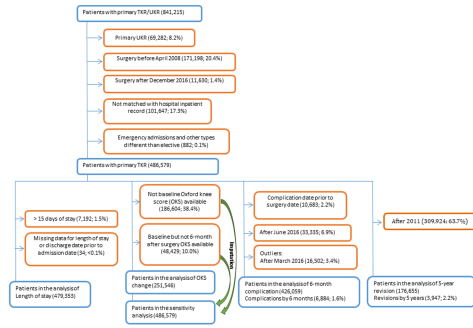 Patients with primary TKR/UKR (841,215)
Primary UKR (69,282; 8.2%)
Surgery before April 2008 (171,198; 20.4%)
Surgery after December 2016 (11,630; 1.4%)
Not matched with hospital inpatient
record (101,647; 17.3%)
Emergency admissions and other types
different than elective (882; 0.1%)
Patients with primary TKR
(486,579)
> 15 days of stay (7,192; 1.5%)
Missing data for length of stay
or discharge date prior to
admission date (34; <0.1%)
Patients in the analysis of
Length of stay (479,353)
Not baseline Oxford knee
score (OKS) available
(186,604; 38.4%)
Baseline but not 6-month
after surgery OKS available
(48,429; 10.0%)
Imputation
Patients in the analysis of OKS
change (251,546)
Patients in the sensitivity
analysis (486,579)
Complication date prior to
surgery date (10,683; 2.2%)
After June 2016 (33,335; 6.9%)
Outliers:
After March 2016 (16,502; 3.4%)
Patients in the analysis of 6-month
complication (426,059)
Complications by 6 months (6,884; 1.6%)
After 2011 (309,924; 63.7%)
Patients in the analysis of 5-year
revision (176,655)
Revisions by 5 years (3,947; 2.2%)